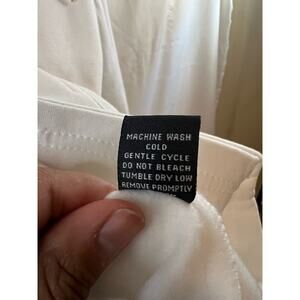 MACHINE WASH
COLD
GENTLE CYCLE
DO NOT BLEACH
TUMBLE DRY LOW
REMOVE PROMPTLY